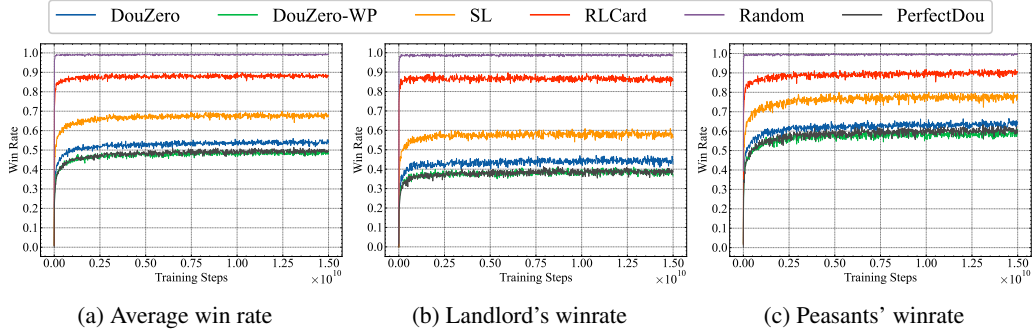 DouZero DouZero-WP SL RLCard Random PerfectDou
Win Rate
1.0
0.9
0.8
0.7
0.6
0.5
0.4
0.3
0.2
0.1
0.0
0.00 0.25 0.50 0.75 1.00 1.25 1.50
Training Steps ×10^10
(a) Average win rate
Win Rate
1.0
0.9
0.8
0.7
0.6
0.5
0.4
0.3
0.2
0.1
0.0
0.00 0.25 0.50 0.75 1.00 1.25 1.50
Training Steps ×10^10
(b) Landlord's winrate
Win Rate
1.0
0.9
0.8
0.7
0.6
0.5
0.4
0.3
0.2
0.1
0.0
0.00 0.25 0.50 0.75 1.00 1.25 1.50
Training Steps ×10^10
(c) Peasants' winrate